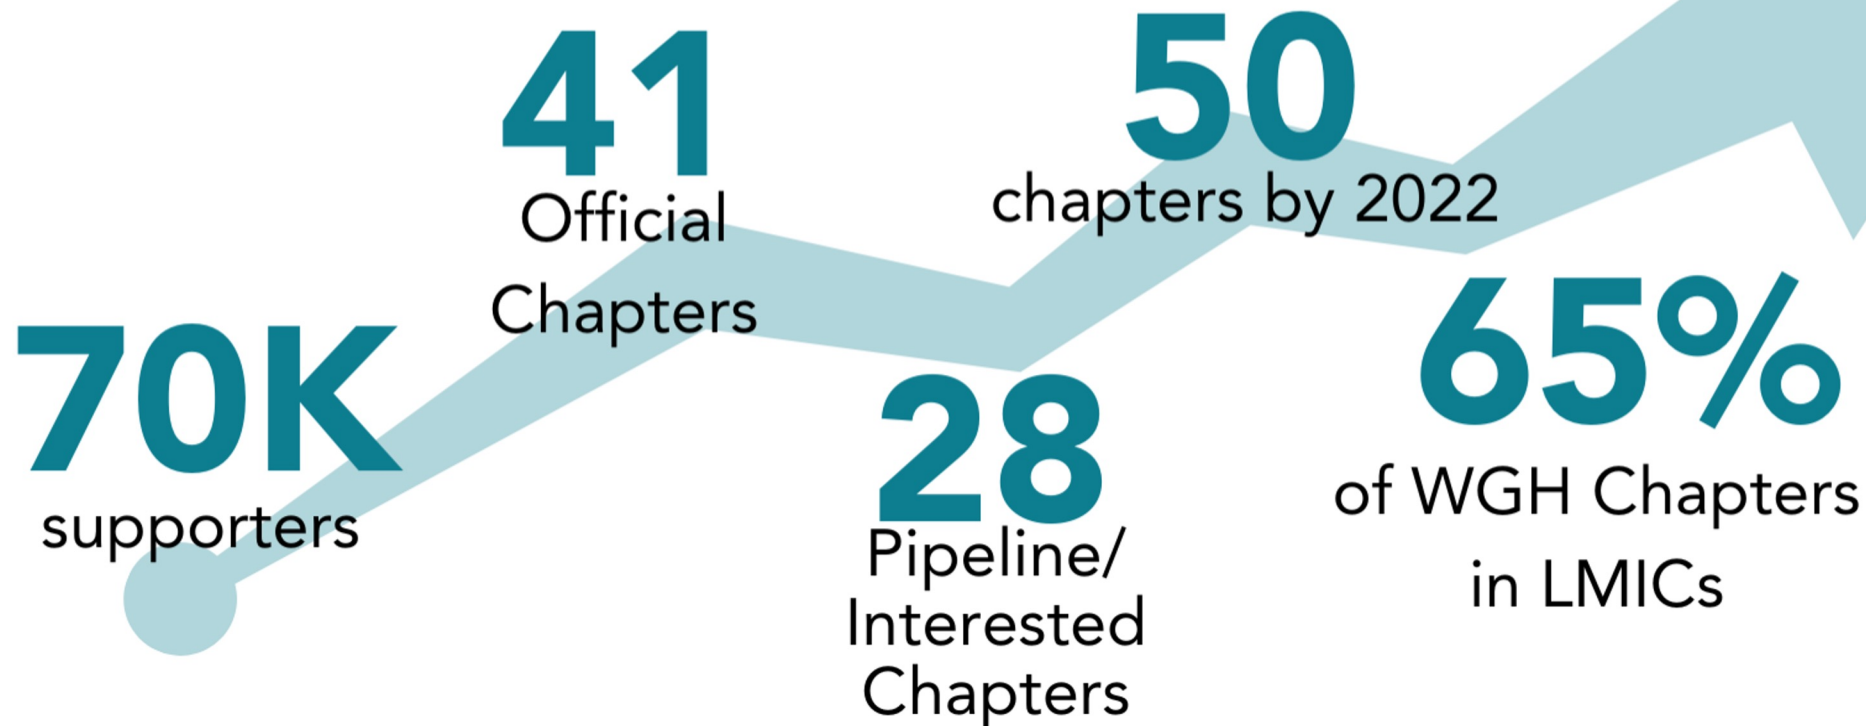 70K
supporters
41
Official
Chapters
28
Pipeline/
Interested
Chapters
50
chapters by 2022
65%
of WGH Chapters
in LMICs